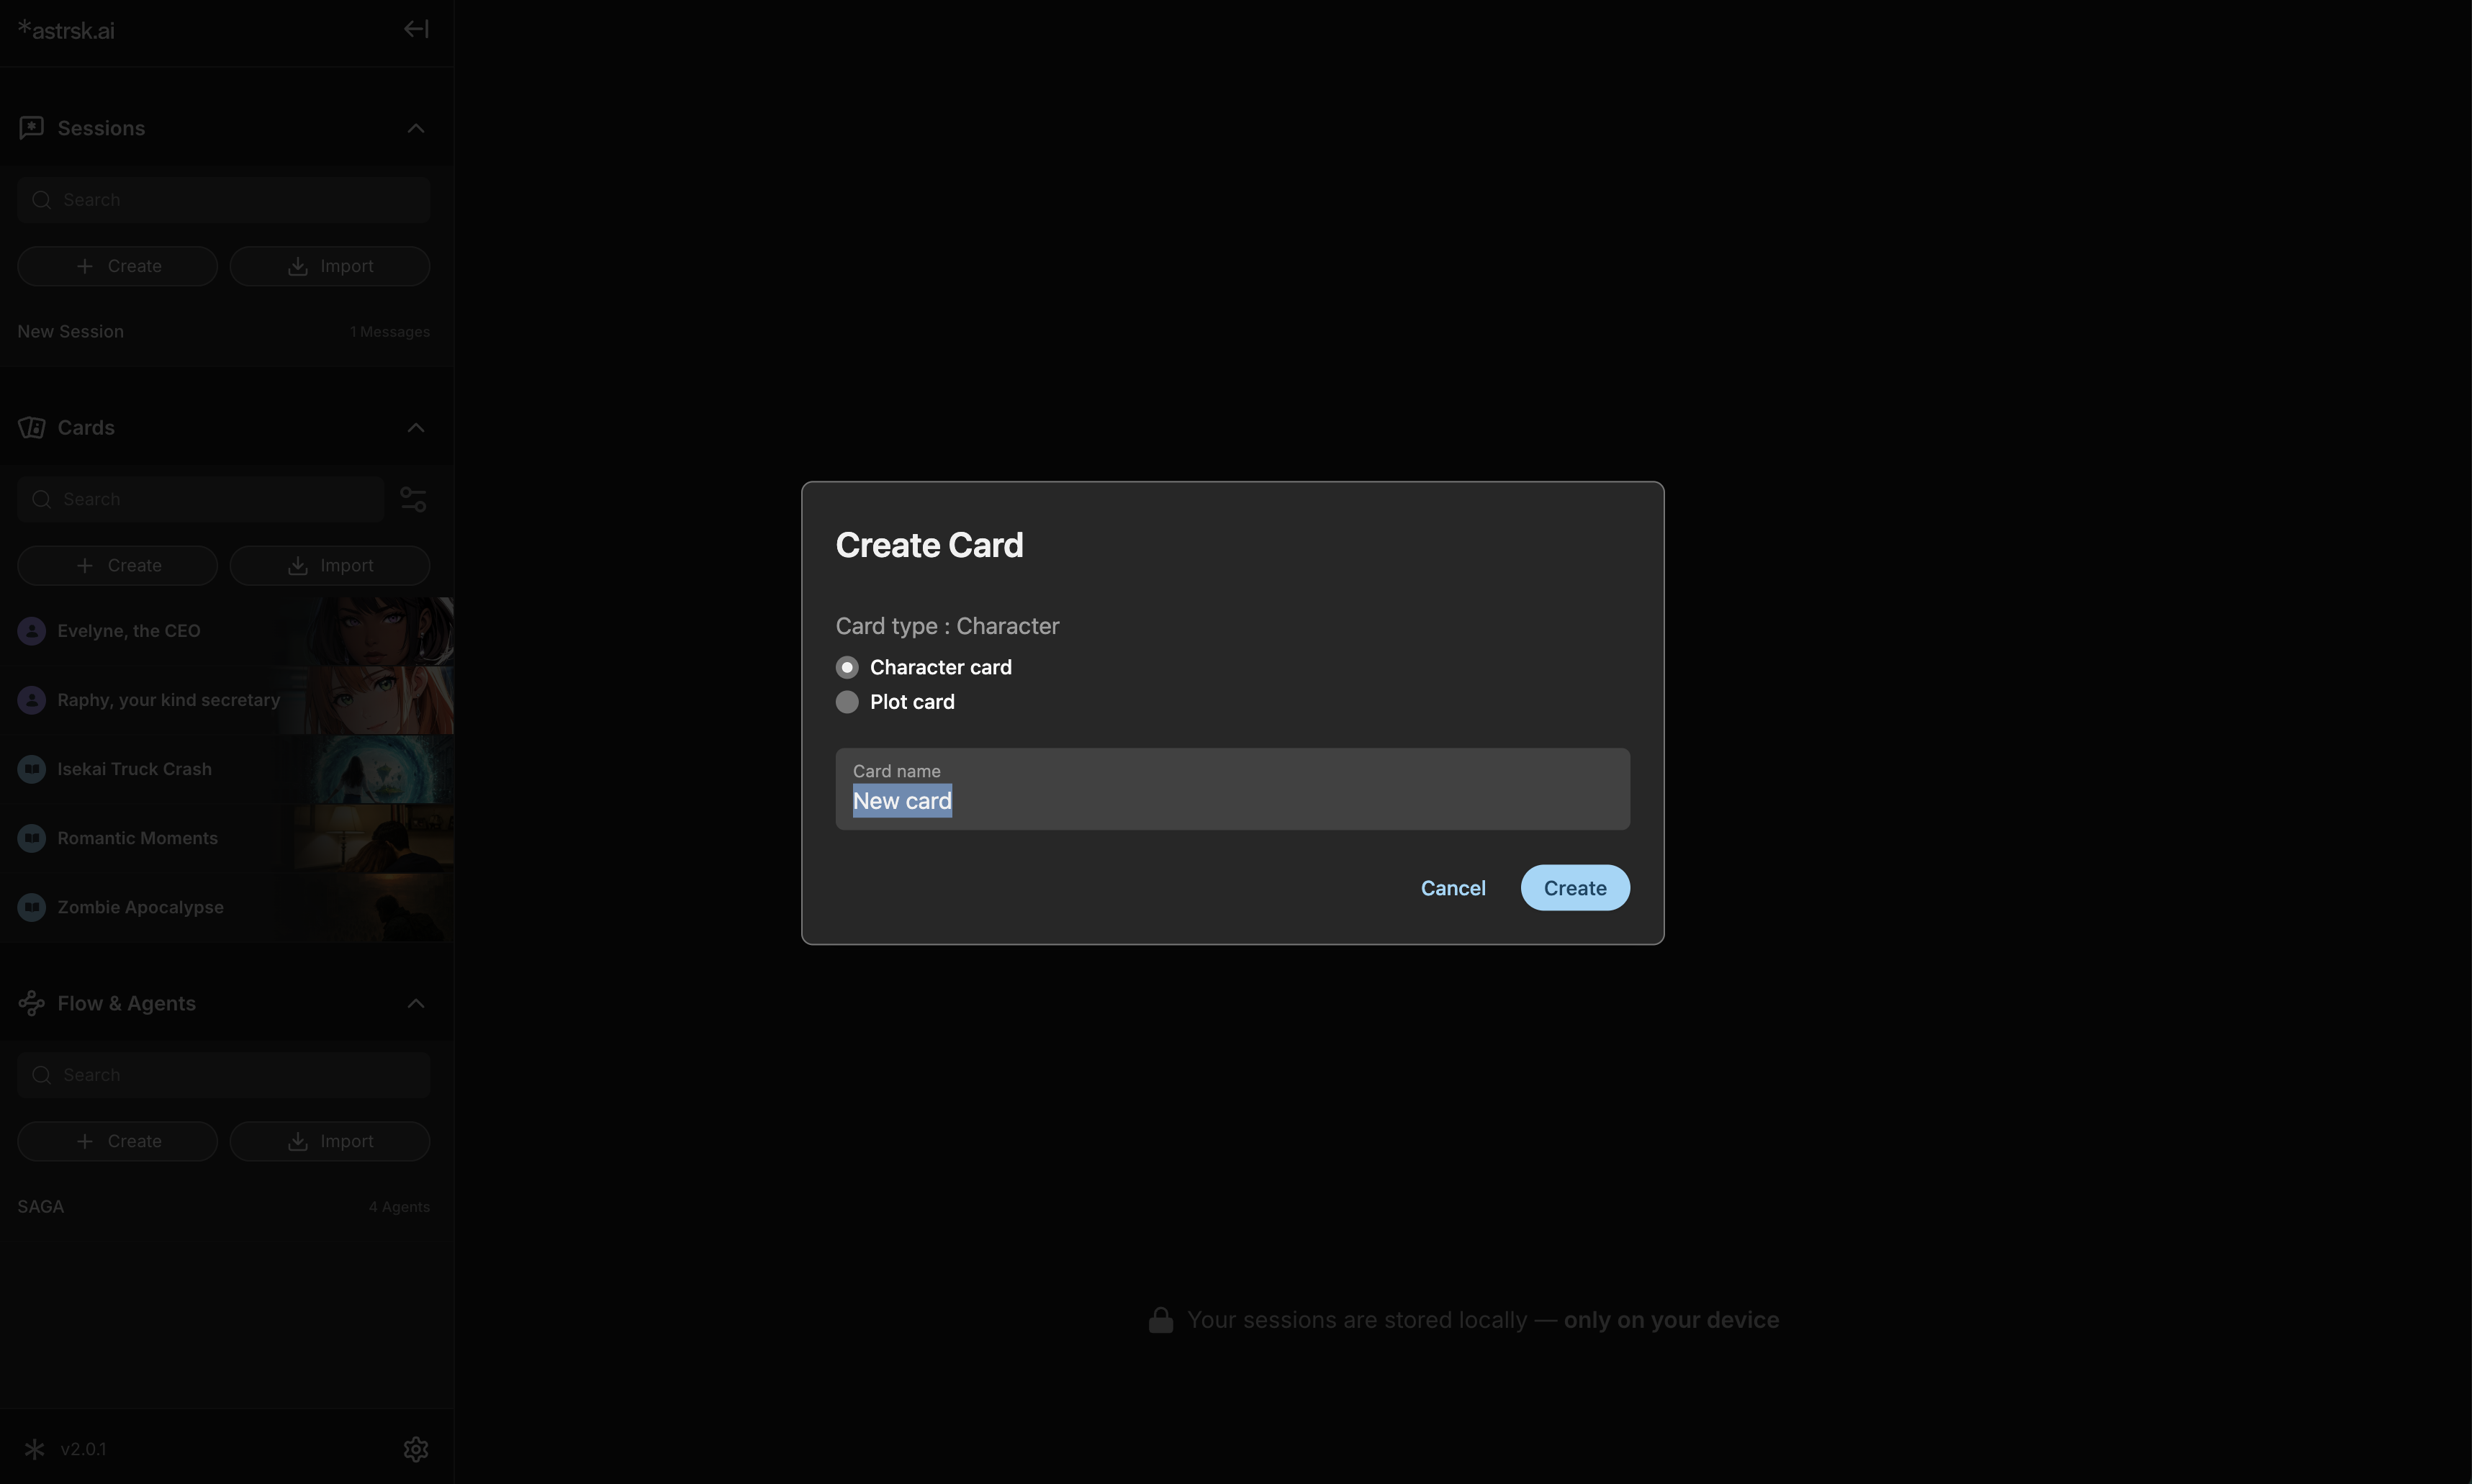 *astrsk.ai
Sessions
Search
Create
Import
New Session
1 Messages
Cards
Search
Create
Import
Evelyne, the CEO
Raphy, your kind secretary
Isekai Truck Crash
Romantic Moments
Zombie Apocalypse
Flow & Agents
Search
Create
Import
SAGA
4 Agents
v2.0.1
Create Card
Card type : Character
Character card
Plot card
Card name
New card
Cancel
Create
Your sessions are stored locally — only on your device